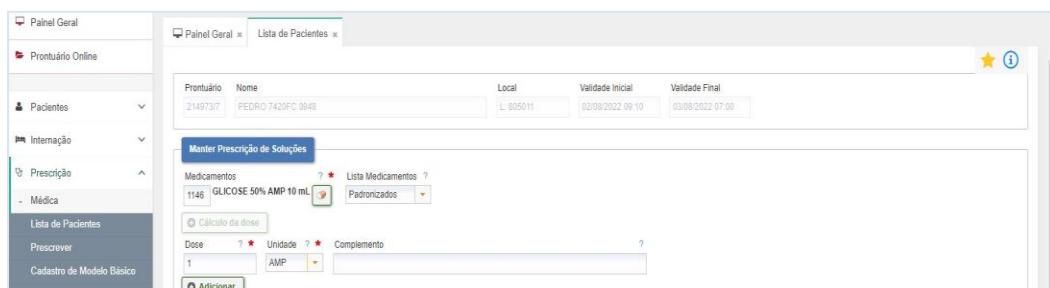 Painel Geral
Prontuário Online
Pacientes
Internação
Prescrição
- Médica
Lista de Pacientes
Prescrever
Cadastro de Modelo Básico
Painel Geral x Lista de Pacientes x
Prontuário Nome Local Validade Inicial Validade Final
214973/7 PEDRO 7420FC 0948 L: 805011 02/08/2022 09:10 03/08/2022 07:00
Manter Prescrição de Soluções
Medicamentos ? * Lista Medicamentos ?
1146 GLICOSE 50% AMP 10 mL Padronizados
Cálculo da dose
Dose ? * Unidade ? * Complemento ?
1 AMP
Adicionar